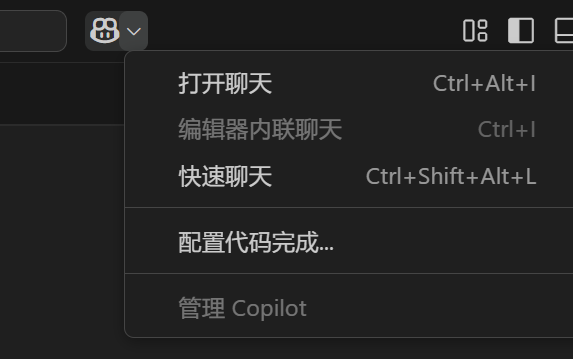 打开聊天 Ctrl+Alt+I
编辑器内联聊天 Ctrl+I
快速聊天 Ctrl+Shift+Alt+L
配置代码完成...
管理 Copilot